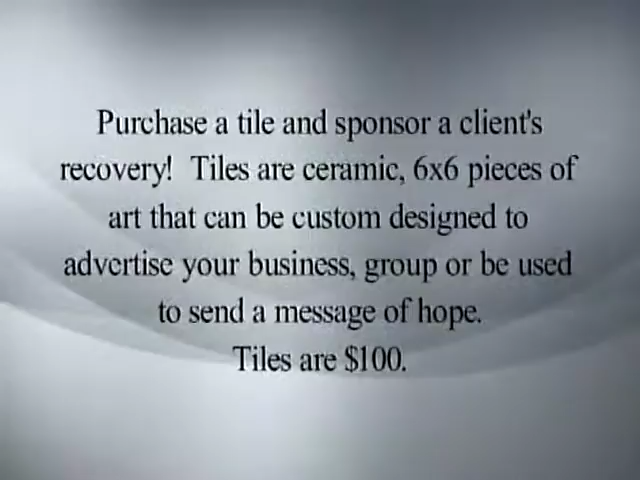 Purchase a tile and sponsor a client's
recovery!  Tiles are ceramic, 6x6 pieces of
art that can be custom designed to
advertise your business, group or be used
to send a message of hope.
Tiles are $100.